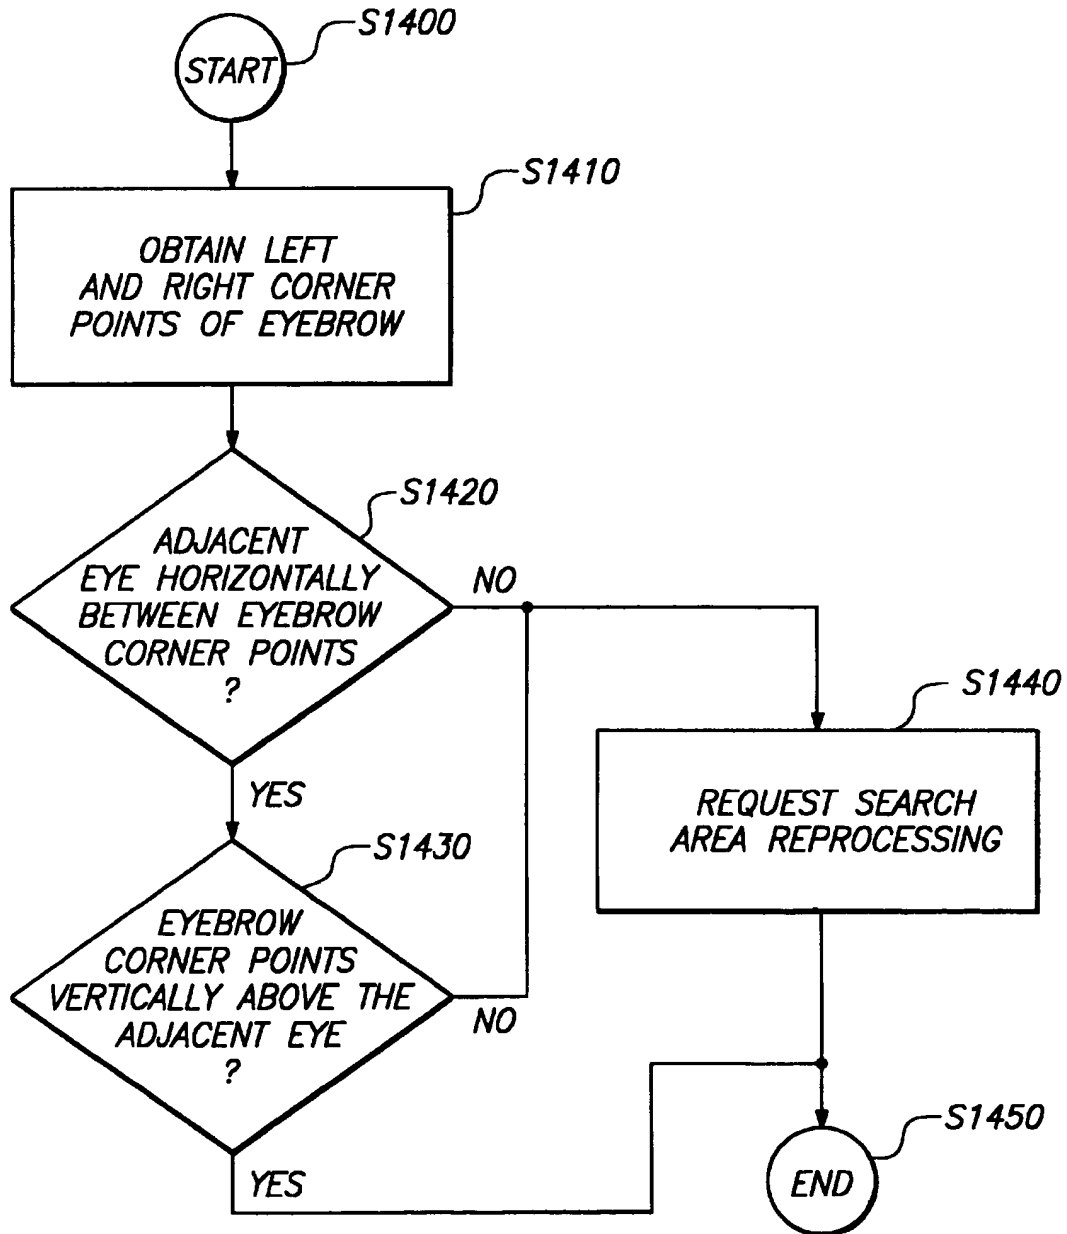 S1400
START
S1410
OBTAIN LEFT
AND RIGHT CORNER
POINTS OF EYEBROW
S1420
ADJACENT
EYE HORIZONTALLY
BETWEEN EYEBROW
CORNER POINTS
?
NO
YES
S1430
EYEBROW
CORNER POINTS
VERTICALLY ABOVE THE
ADJACENT EYE
?
NO
YES
S1440
REQUEST SEARCH
AREA REPROCESSING
S1450
END